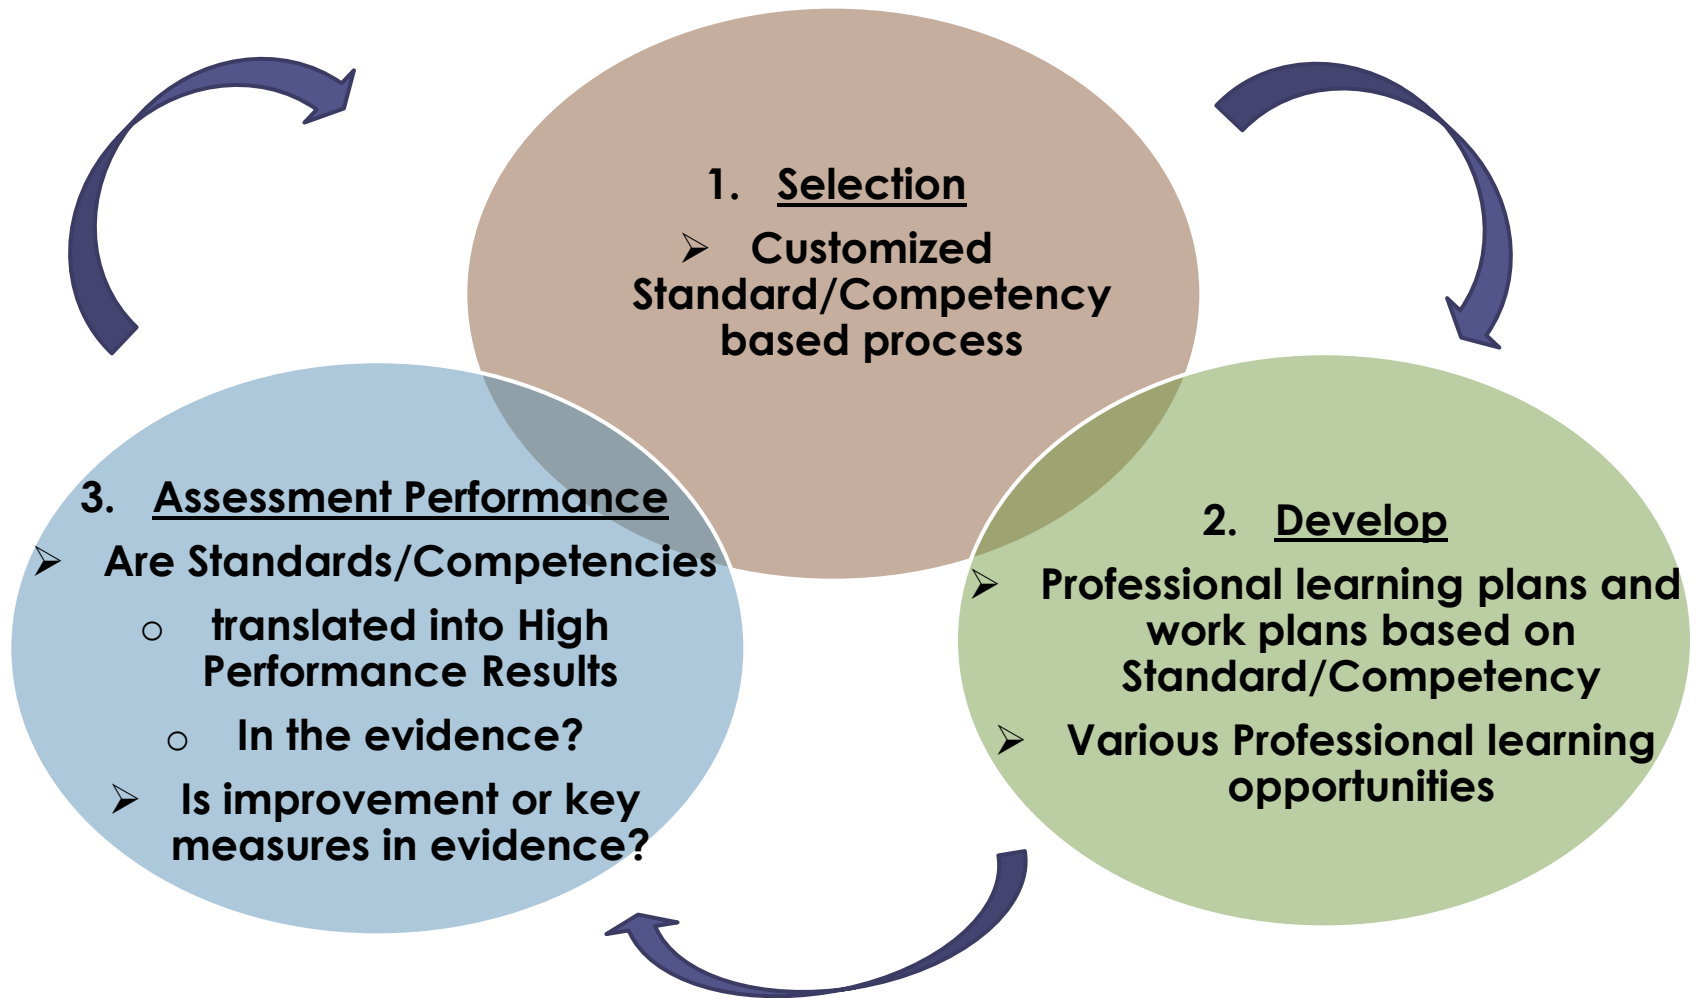 1. Selection
➢ Customized
Standard/Competency
based process
2. Develop
➢ Professional learning plans and
work plans based on
Standard/Competency
➢ Various Professional learning
opportunities
3. Assessment Performance
➢ Are Standards/Competencies
o translated into High
Performance Results
o In the evidence?
➢ Is improvement or key
measures in evidence?